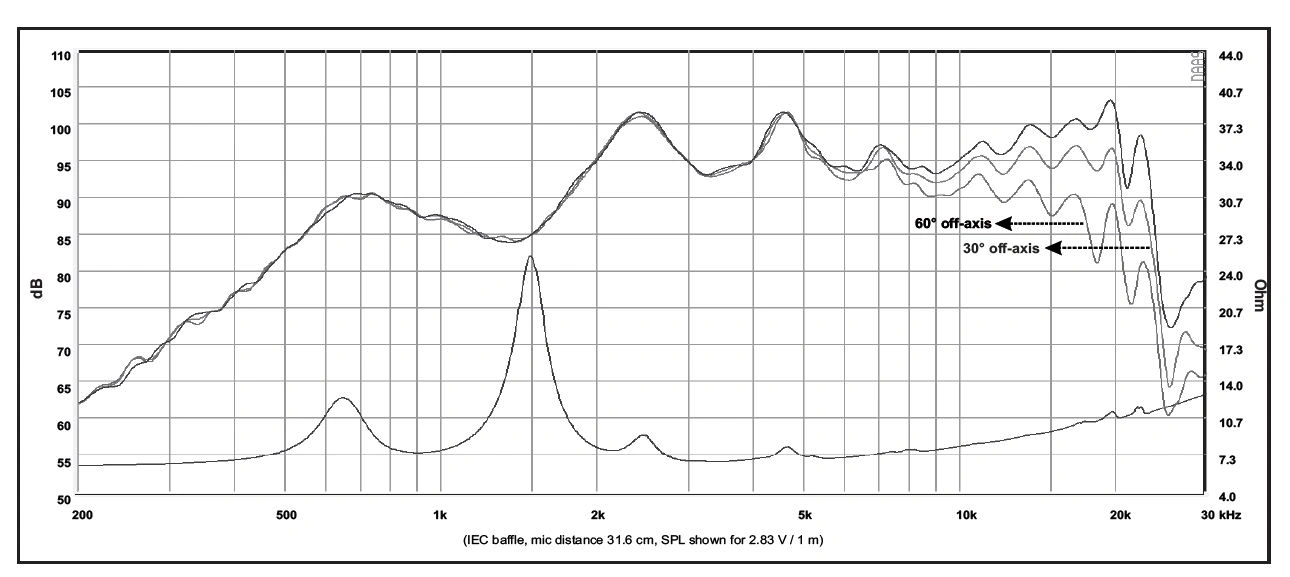 110 44.0
105 40.7
100 37.3
95 34.0
90 30.7
60° off-axis
85 27.3
30° off-axis
80 24.0
dB Ohm
75 20.7
70 17.3
65 14.0
60 10.7
55 7.3
50 4.0
200 500 1k 2k 5k 10k 20k 30 kHz
(IEC baffle, mic distance 31.6 cm, SPL shown for 2.83 V / 1 m)